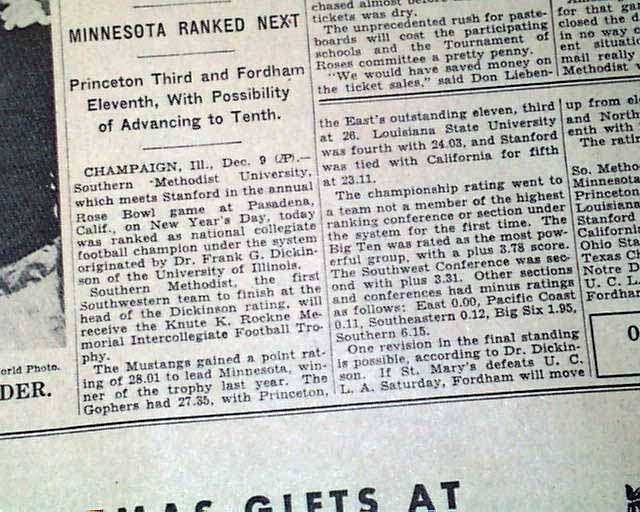 MINNESOTA RANKED NEXT
Princeton Third and Fordham
Eleventh, With Possibility
of Advancing to Tenth.
CHAMPAIGN, Ill., Dec. 9 (AP).—
Southern Methodist University,
which meets Stanford in the annual
Rose Bowl game at Pasadena,
Calif., on New Year's Day, today
was ranked as national collegiate
football champion under the system
originated by Dr. Frank G. Dickin-
son of the University of Illinois.
Southern Methodist, the first
Southwestern team to finish at the
head of the Dickinson rating, will
receive the Knute K. Rockne Me-
morial Intercollegiate Football Tro-
phy.
The Mustangs gained a point rat-
ing of 28.01 to lead Minnesota, win-
ner of the trophy last year. The
Gophers had 27.35, with Princeton,
World Photo.
DER.
chased almost before
tickets was dry.
The unprecedented rush for paste-
boards will cost the participating
schools and the Tournament of
Roses committee a pretty penny.
"We would have saved money on
the ticket sales," said Don Lieben-
the East's outstanding eleven, third
at 26. Louisiana State University
was fourth with 24.03, and Stanford
was tied with California for fifth
at 23.11.
The championship rating went to
a team not a member of the highest
ranking conference or section under
the system for the first time. The
Big Ten was rated as the most pow-
erful group, with a plus 3.78 score.
The Southwest Conference was sec-
ond with plus 3.31. Other sections
and conferences had minus ratings
as follows: East 0.00, Pacific Coast
0.11, Southeastern 0.12, Big Six 1.95,
Southern 6.15.
One revision in the final standing
is possible, according to Dr. Dickin-
son. If St. Mary's defeats U. C.
L. A. Saturday, Fordham will move
for that ga
closed the d
in no way c
ent situatio
mail really
Methodist
up from el
and North
enth with
The ratin
So. Metho
Minnesota
Princeton
Louisiana
Stanford
California
Ohio Sta
Texas Ch
Notre D
U. C. L.
Fordham
MAS GIFTS AT